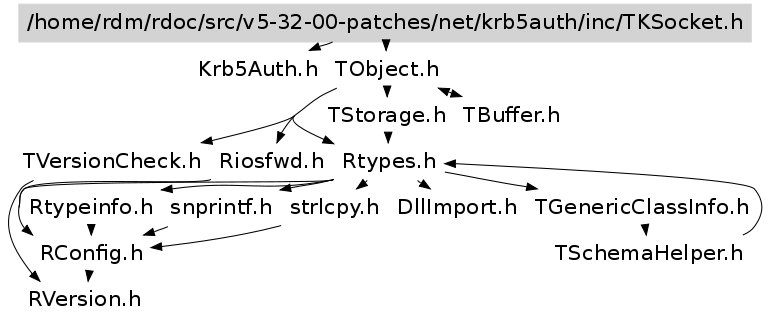 /home/rdm/rdoc/src/v5-32-00-patches/net/krb5auth/inc/TKSocket.h
Krb5Auth.h TObject.h
TStorage.h TBuffer.h
TVersionCheck.h Riosfwd.h Rtypes.h
Rtypeinfo.h snprintf.h strlcpy.h DllImport.h TGenericClassInfo.h
RConfig.h TSchemaHelper.h
RVersion.h